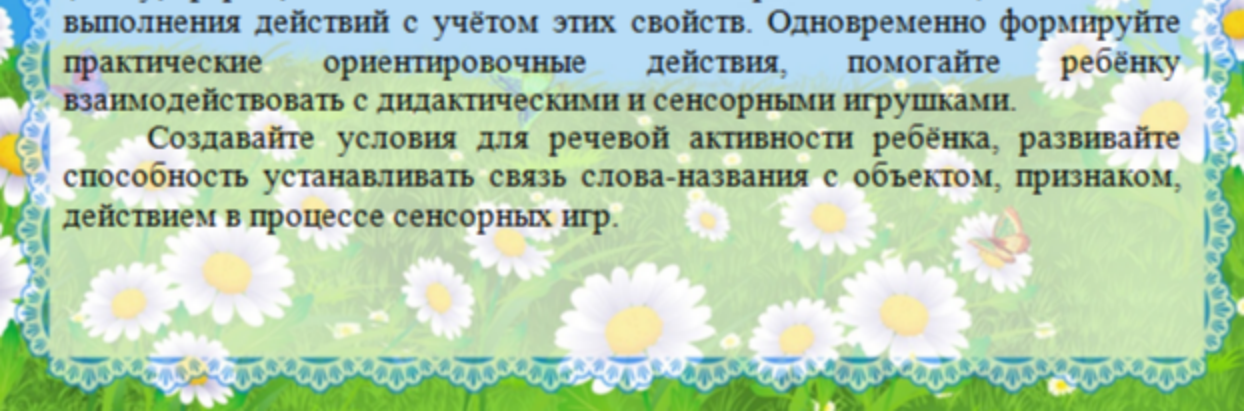 выполнения действий с учётом этих свойств. Одновременно формируйте
практические ориентировочные действия, помогайте ребёнку
взаимодействовать с дидактическими и сенсорными игрушками.
Создавайте условия для речевой активности ребёнка, развивайте
способность устанавливать связь слова-названия с объектом, признаком,
действием в процессе сенсорных игр.